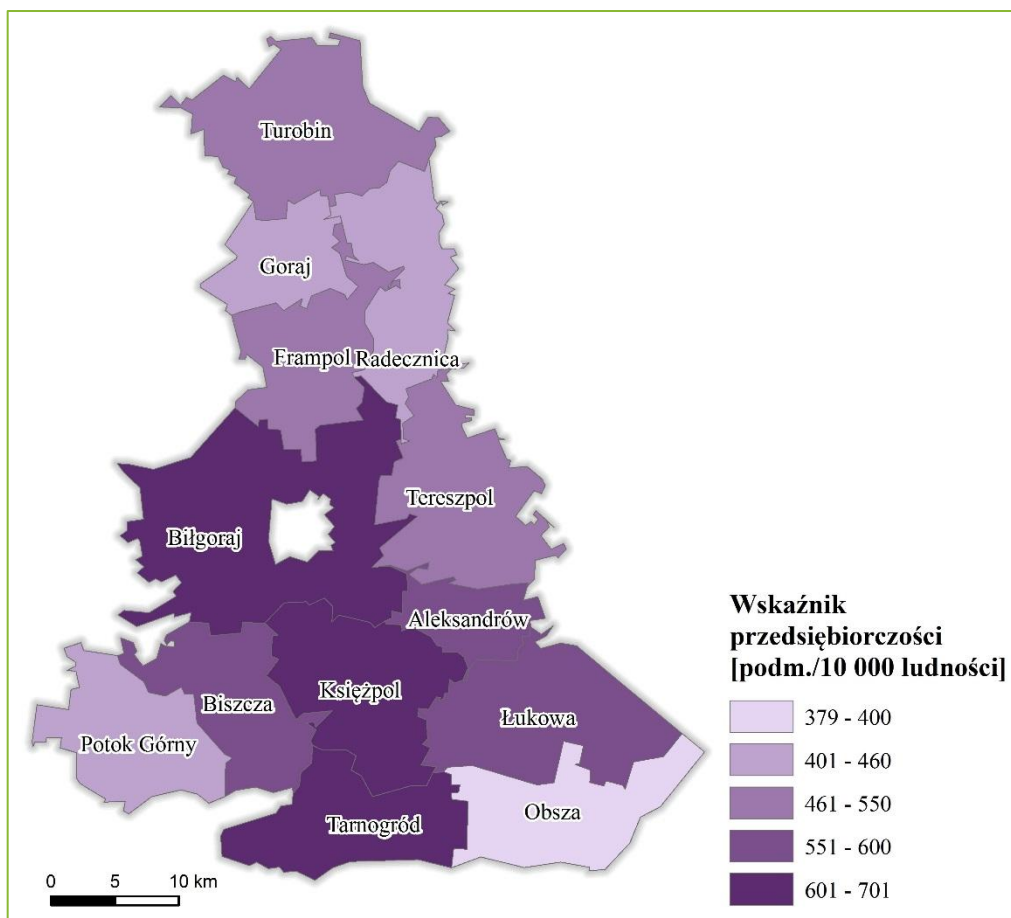 Turobin
Goraj
Frampol
Radecznica
Tereszpol
Biłgoraj
Aleksandrów
Księżpol
Biszcza
Łukowa
Potok Górny
Obsza
Tarnogród
Wskaźnik
przedsiębiorczości
[podm./10 000 ludności]
379 - 400
401 - 460
461 - 550
551 - 600
601 - 701
0 5 10 km